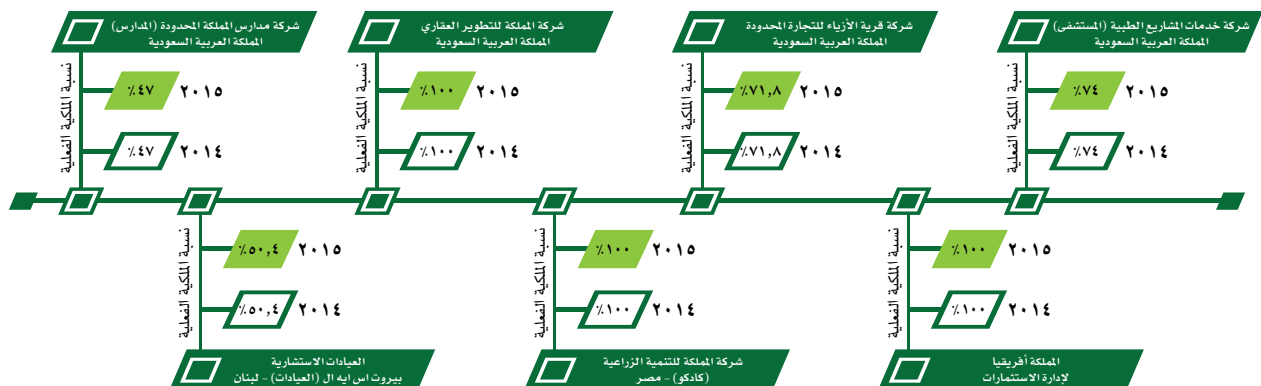 شركة خدمات المشاريع الطبية (المستشفى)
المملكة العربية السعودية
نسبة الملكية الفعلية
٢٠١٥
٪٧٤
٢٠١٤
٪٧٤
شركة قرية الأزياء للتجارة المحدودة
المملكة العربية السعودية
نسبة الملكية الفعلية
٢٠١٥
٪٧١,٨
٢٠١٤
٪٧١,٨
شركة المملكة للتطوير العقاري
المملكة العربية السعودية
نسبة الملكية الفعلية
٢٠١٥
٪١٠٠
٢٠١٤
٪١٠٠
شركة مدارس المملكة المحدودة (المدارس)
المملكة العربية السعودية
نسبة الملكية الفعلية
٢٠١٥
٪٤٧
٢٠١٤
٪٤٧
نسبة الملكية الفعلية
٢٠١٥
٪١٠٠
٢٠١٤
٪١٠٠
المملكة أفريقيا
لإدارة الاستثمارات
نسبة الملكية الفعلية
٢٠١٥
٪١٠٠
٢٠١٤
٪١٠٠
شركة المملكة للتنمية الزراعية
(كادكو) – مصر
نسبة الملكية الفعلية
٢٠١٥
٪٥٠,٤
٢٠١٤
٪٥٠,٤
العيادات الاستشارية
بيروت اس ايه ال (العيادات) – لبنان